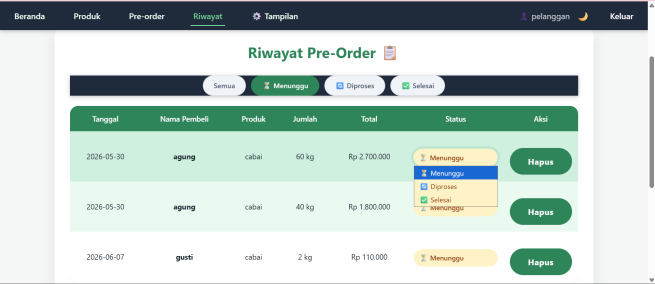 Beranda Produk Pre-order Riwayat ⚙️ Tampilan 👤 pelanggan 🌙 Keluar
Riwayat Pre-Order 📋
Semua ⏳ Menunggu 🔄 Diproses ✅ Selesai
Tanggal Nama Pembeli Produk Jumlah Total Status Aksi
2026-05-30 agung cabai 60 kg Rp 2.700.000 ⏳ Menunggu Hapus
⏳ Menunggu
🔄 Diproses
✅ Selesai
2026-05-30 agung cabai 40 kg Rp 1.800.000 ⏳ Menunggu Hapus
2026-06-07 gusti cabai 2 kg Rp 110.000 ⏳ Menunggu Hapus